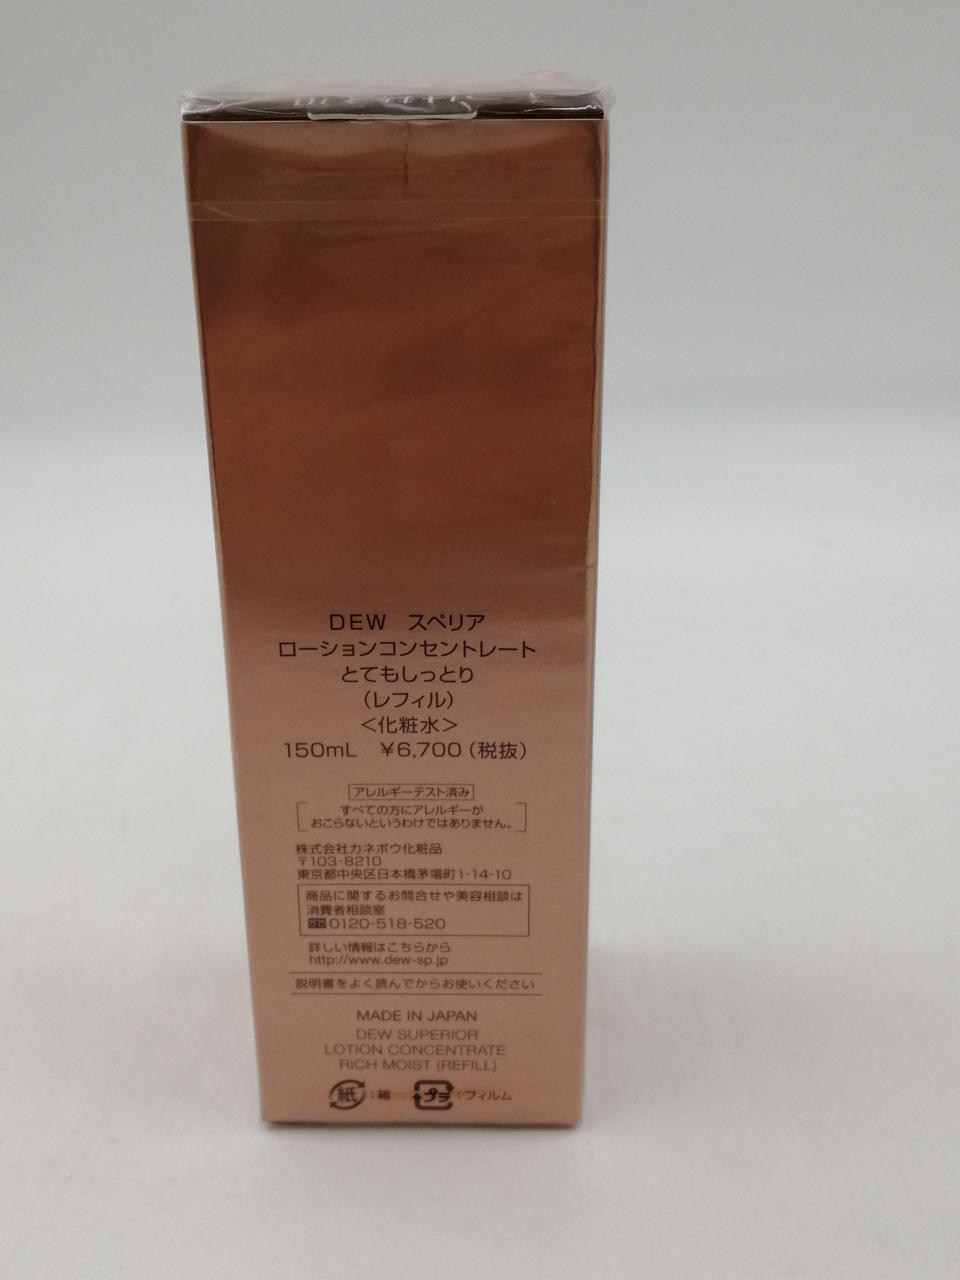 DEW スペリア
ローションコンセントレート
とてもしっとり
(レフィル)
<化粧水>
150mL ¥6,700(税抜)
アレルギーテスト済み
すべての方にアレルギーが
おこらないというわけではありません。
株式会社カネボウ化粧品
〒103-8210
東京都中央区日本橋茅場町1-14-10
商品に関するお問合せや美容相談は
消費者相談室
0120-518-520
詳しい情報はこちらから
http://www.dew-sp.jp
説明書をよく読んでからお使いください
MADE IN JAPAN
DEW SUPERIOR
LOTION CONCENTRATE
RICH MOIST (REFILL)
紙:箱 プラ:フィルム